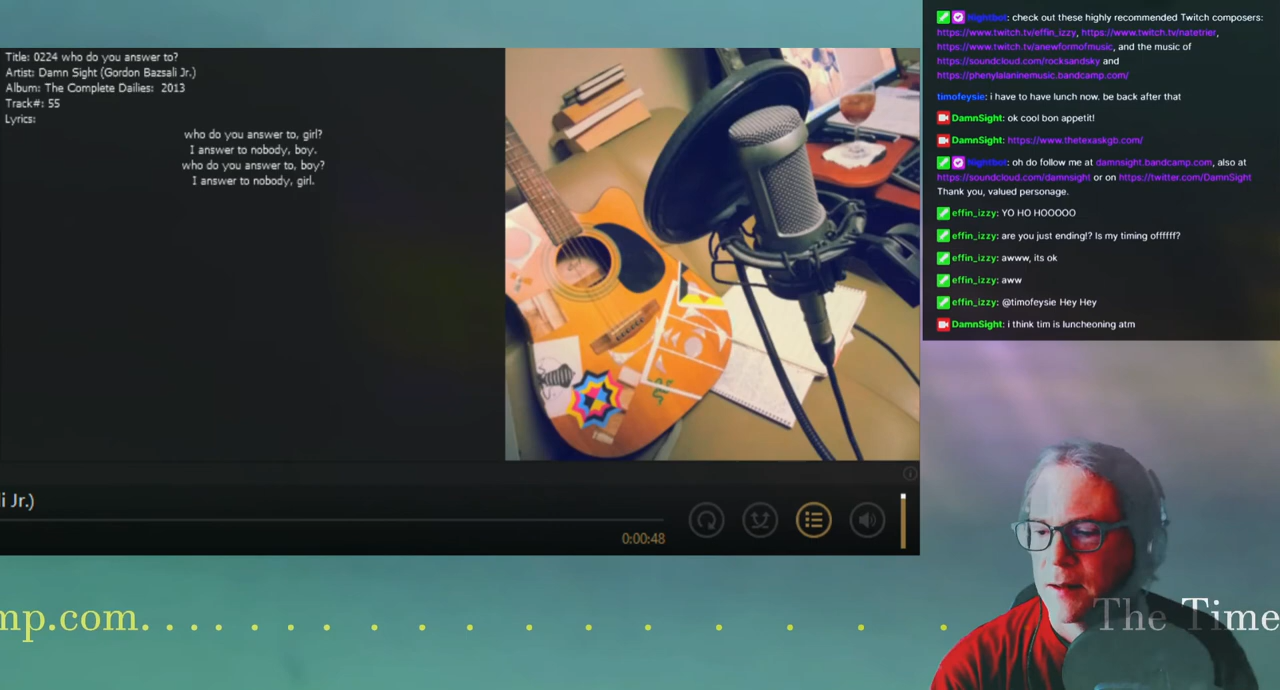 Title: 0224 who do you answer to?
Artist: Damn Sight (Gordon Bazsali Jr.)
Album: The Complete Dailies:  2013
Track#: 55
Lyrics:
who do you answer to, girl?
I answer to nobody, boy.
who do you answer to, boy?
I answer to nobody, girl.
i Jr.)
0:00:48
Nightbot: check out these highly recommended Twitch composers:
https://www.twitch.tv/effin_izzy, https://www.twitch.tv/natetrier,
https://www.twitch.tv/anewformofmusic, and the music of
https://soundcloud.com/rocksandsky and
https://phenylalaninemusic.bandcamp.com/
timofeysie: i have to have lunch now. be back after that
DamnSight: ok cool bon appetit!
DamnSight: https://www.thetexaskgb.com/
Nightbot: oh do follow me at damnsight.bandcamp.com, also at
https://soundcloud.com/damnsight or on https://twitter.com/DamnSight
Thank you, valued personage.
effin_izzy: YO HO HOOOOO
effin_izzy: are you just ending!? Is my timing offffff?
effin_izzy: awww, its ok
effin_izzy: aww
effin_izzy: @timofeysie Hey Hey
DamnSight: i think tim is luncheoning atm
mp.com. . . . . . . . . . . . . . . . . The Time